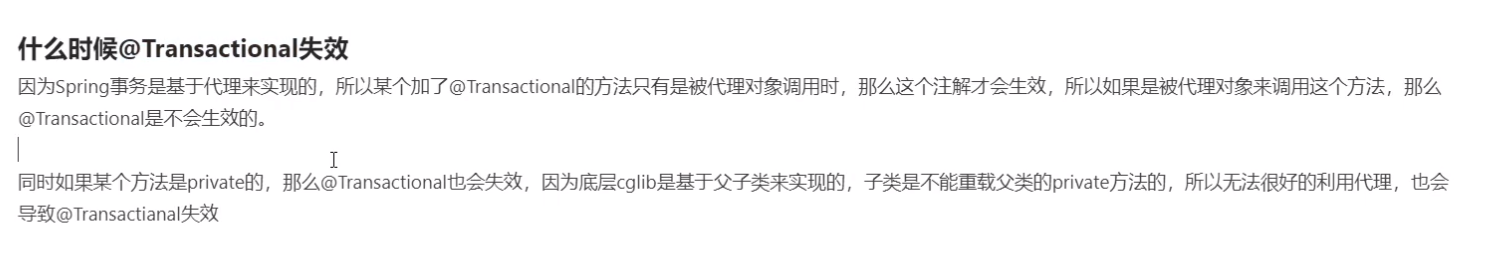 什么时候@Transactional失效
因为Spring事务是基于代理来实现的，所以某个加了@Transactional的方法只有是被代理对象调用时，那么这个注解才会生效，所以如果是被代理对象来调用这个方法，那么
@Transactional是不会生效的。
同时如果某个方法是private的，那么@Transactional也会失效，因为底层cglib是基于父子类来实现的，子类是不能重载父类的private方法的，所以无法很好的利用代理，也会
导致@Transactianal失效